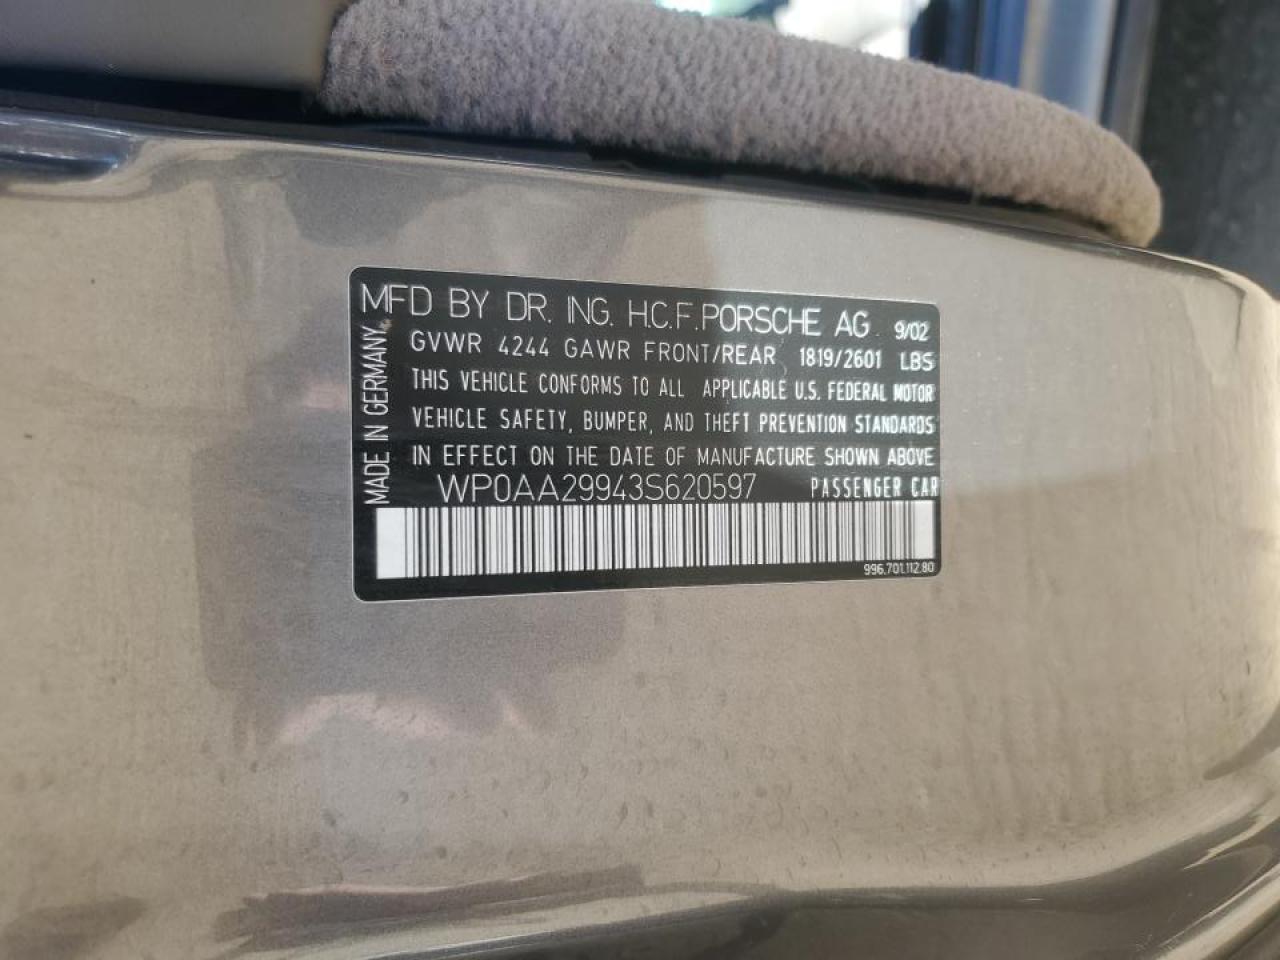 MFD BY DR. ING. H.C.F. PORSCHE AG 9/02
GVWR 4244 GAWR FRONT/REAR 1819/2601 LBS
THIS VEHICLE CONFORMS TO ALL APPLICABLE U.S. FEDERAL MOTOR
VEHICLE SAFETY, BUMPER, AND THEFT PREVENTION STANDARDS
IN EFFECT ON THE DATE OF MANUFACTURE SHOWN ABOVE
WP0AA29943S620597 PASSENGER CAR
996.701.112.80
MADE IN GERMANY